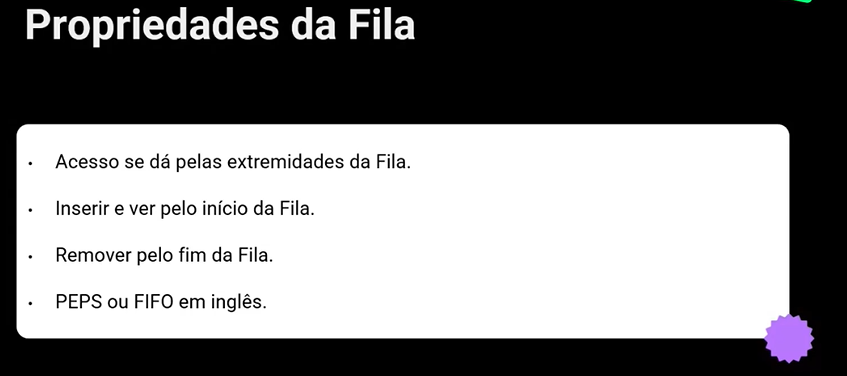 Propriedades da Fila
• Acesso se dá pelas extremidades da Fila.
• Inserir e ver pelo início da Fila.
• Remover pelo fim da Fila.
• PEPS ou FIFO em inglês.